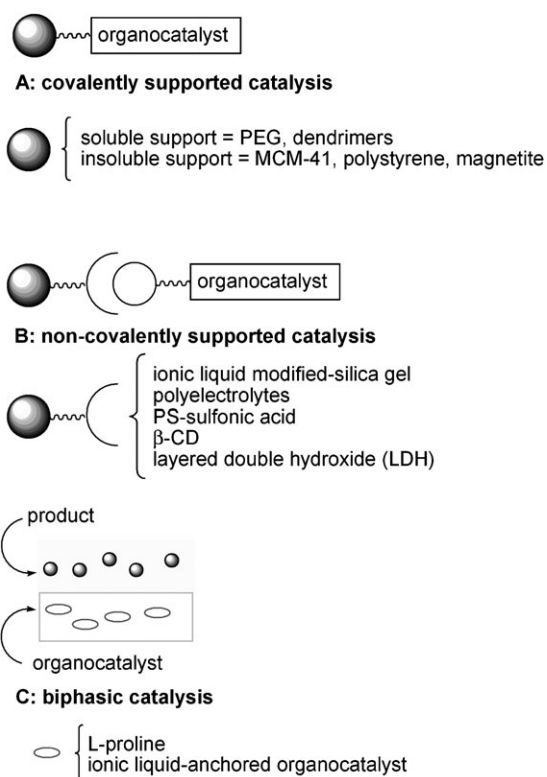 organocatalyst
A: covalently supported catalysis
soluble support = PEG, dendrimers
insoluble support = MCM-41, polystyrene, magnetite
organocatalyst
B: non-covalently supported catalysis
ionic liquid modified-silica gel
polyelectrolytes
PS-sulfonic acid
β-CD
layered double hydroxide (LDH)
product
organocatalyst
C: biphasic catalysis
L-proline
ionic liquid-anchored organocatalyst